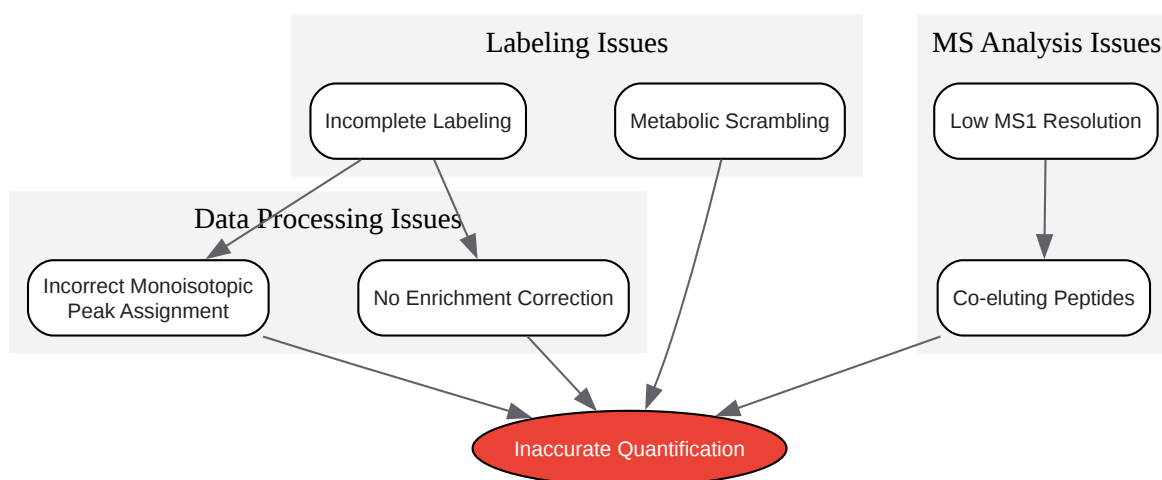 Labeling Issues
MS Analysis Issues
Incomplete Labeling
Metabolic Scrambling
Low MS1 Resolution
Data Processing Issues
Incorrect Monoisotopic
Peak Assignment
No Enrichment Correction
Co-eluting Peptides
Inaccurate Quantification